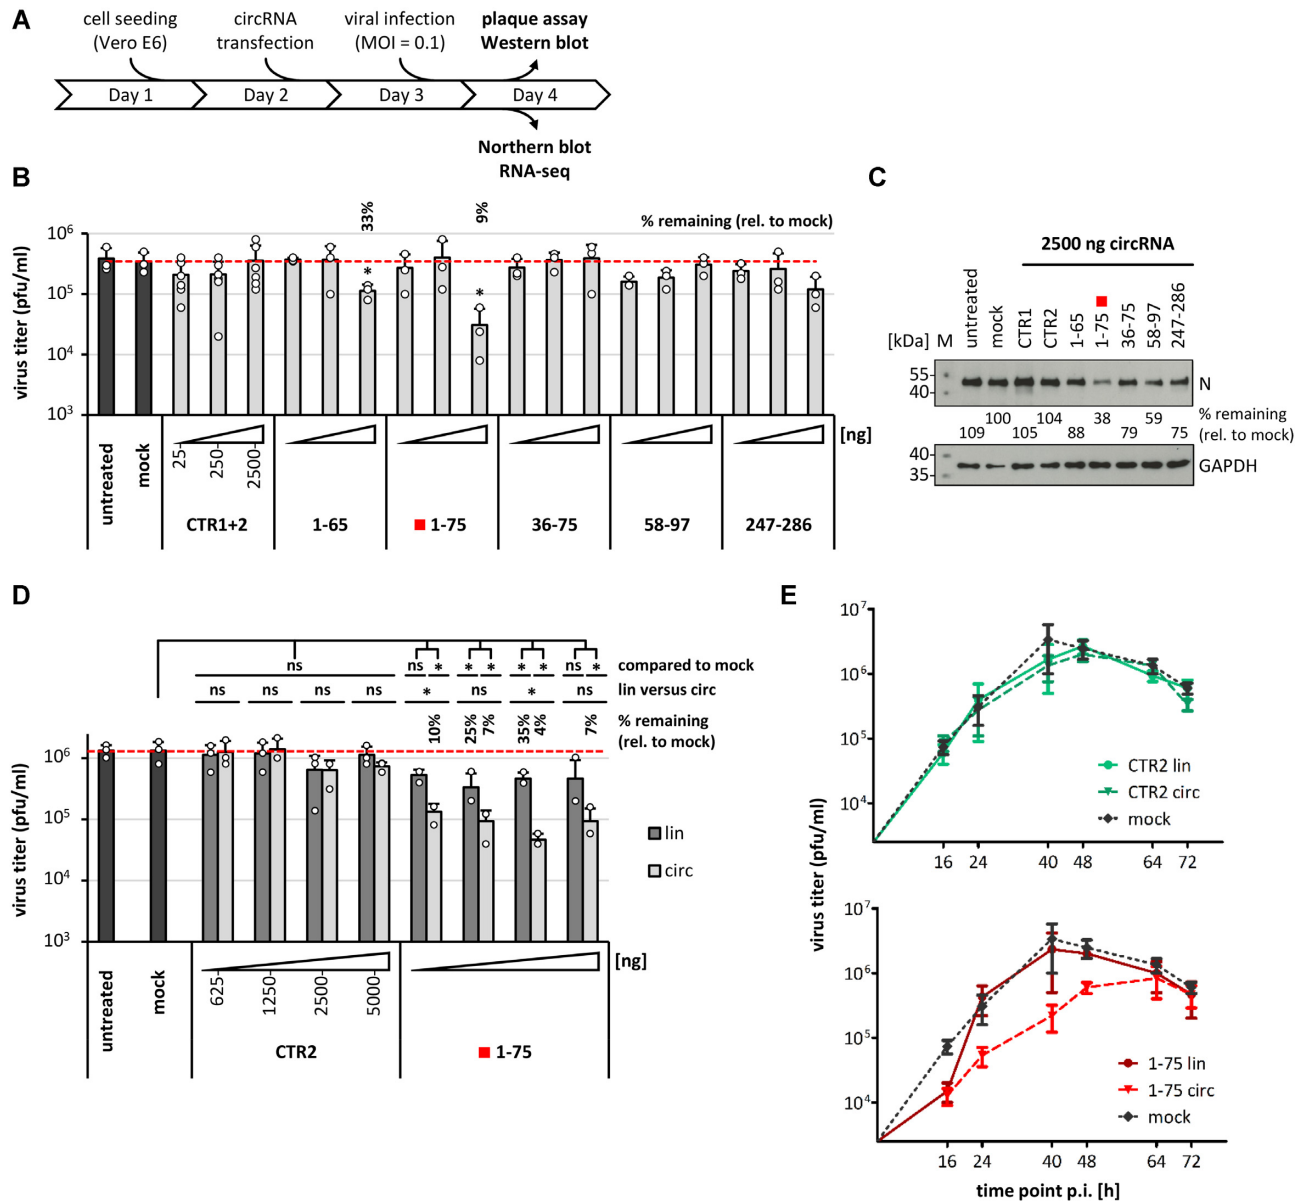 A
cell seeding
(Vero E6)
circRNA
transfection
viral infection
(MOI = 0.1)
plaque assay
Western blot
Day 1
Day 2
Day 3
Day 4
Northern blot
RNA-seq
B
33%
9%
% remaining (rel. to mock)
virus titer (pfu/ml)
10⁶
10⁵
10⁴
10³
*
*
[ng]
25
250
2500
untreated
mock
CTR1+2
1-65
1-75
36-75
58-97
247-286
C
2500 ng circRNA
[kDa]
M
untreated
mock
CTR1
CTR2
1-65
1-75
36-75
58-97
247-286
55
40
N
100
104
38
59
% remaining
109
105
88
79
75
(rel. to mock)
40
35
GAPDH
D
ns
ns * * * * * ns *
compared to mock
ns ns ns ns * ns * ns
lin versus circ
10% 25% 7% 35% 4% 7%
% remaining
(rel. to mock)
virus titer (pfu/ml)
10⁶
10⁵
10⁴
10³
lin
circ
[ng]
625
1250
2500
5000
untreated
mock
CTR2
1-75
E
virus titer (pfu/ml)
10⁷
10⁶
10⁵
10⁴
CTR2 lin
CTR2 circ
mock
16 24 40 48 64 72
10⁷
10⁶
10⁵
10⁴
1-75 lin
1-75 circ
mock
16 24 40 48 64 72
time point p.i. [h]